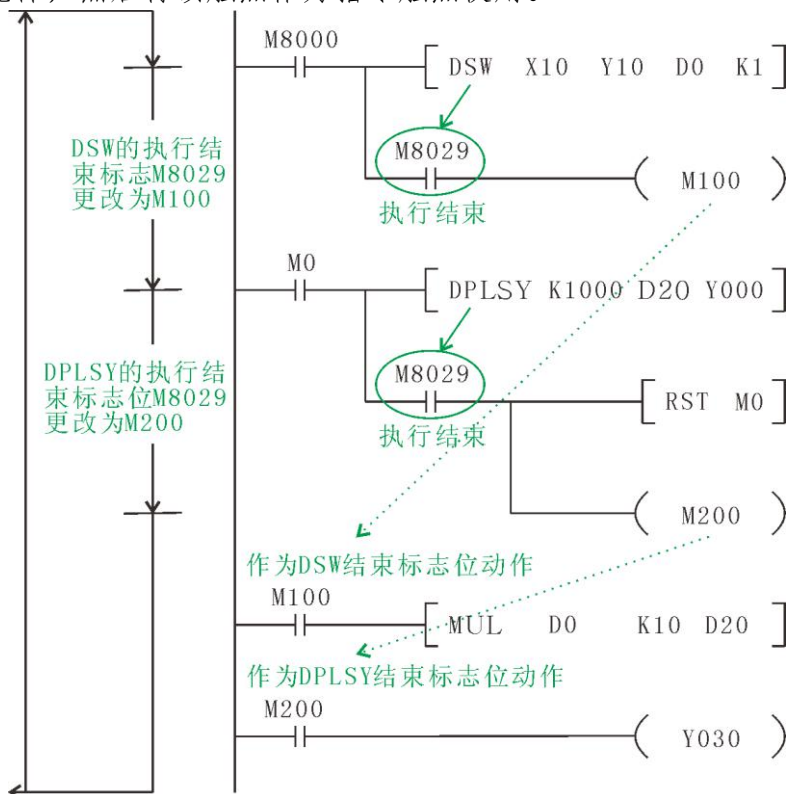 M8000
DSW X10 Y10 D0 K1
DSW的执行结
束标志M8029
更改为M100
M8029
M100
执行结束
M0
DPLSY K1000 D20 Y000
DPLSY的执行结
束标志位M8029
更改为M200
M8029
RST M0
执行结束
M200
作为DSW结束标志位动作
M100
MUL D0 K10 D20
作为DPLSY结束标志位动作
M200
Y030